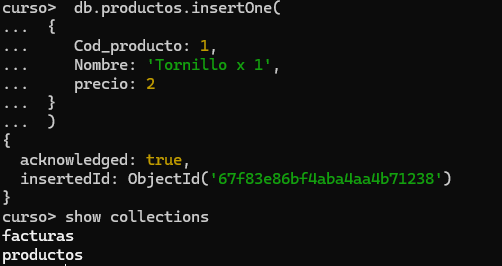 curso>  db.productos.insertOne(
...  {
...     Cod_producto: 1,
...     Nombre: 'Tornillo x 1',
...     precio: 2
...  }
...  )
{
  acknowledged: true,
  insertedId: ObjectId('67f83e86bf4aba4aa4b71238')
}
curso> show collections
facturas
productos